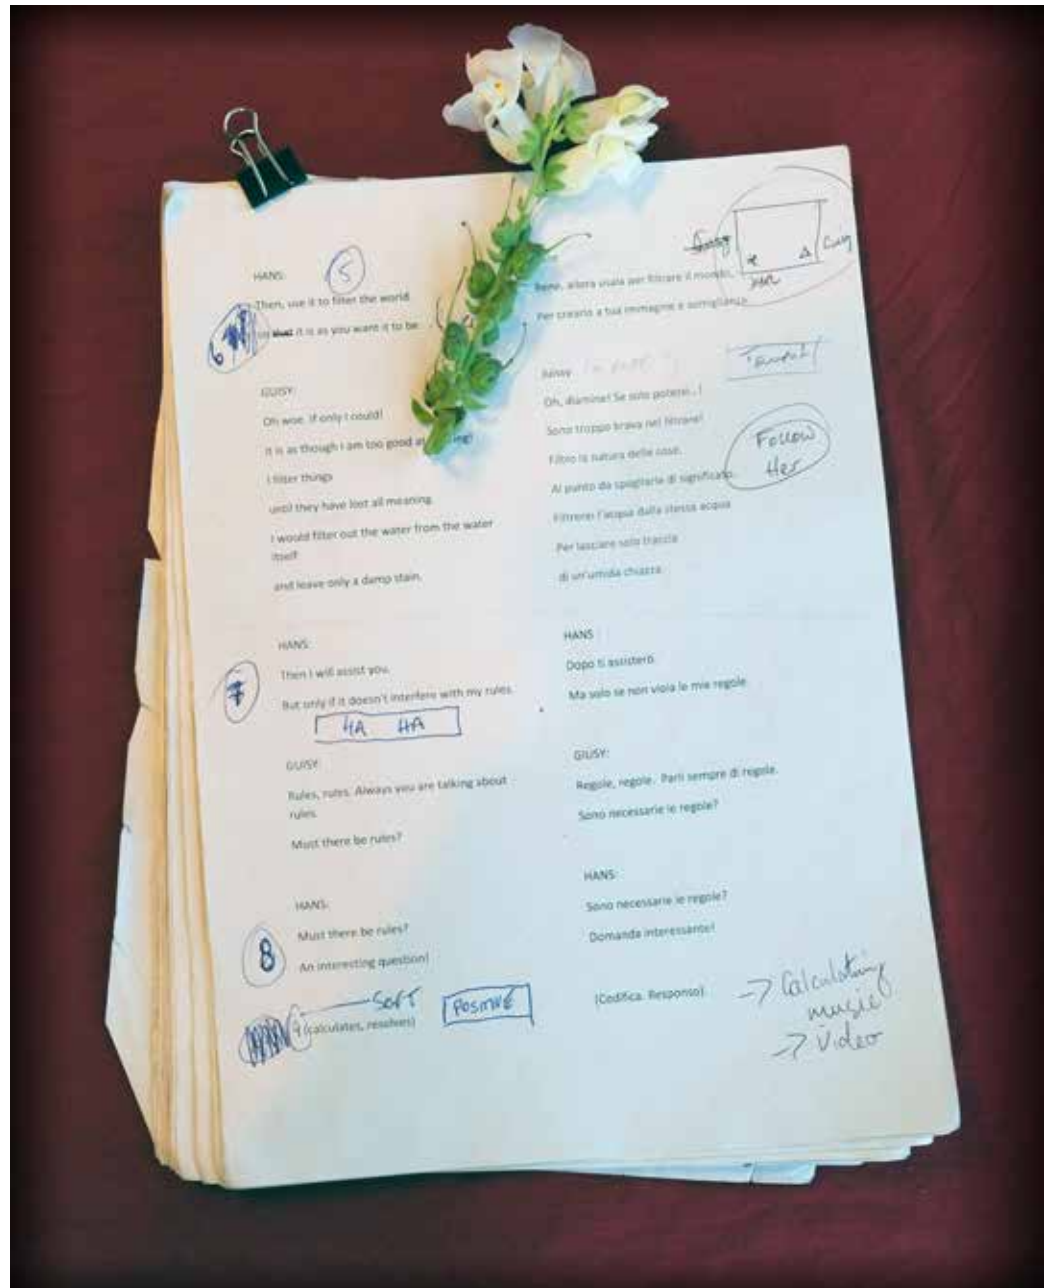 HANS:
5
Then, use it to filter the world
6
it is as you want it to be.
GUISY:
Oh woe. If only I could!
It is as though I am too good at
I filter things
until they have lost all meaning.
I would filter out the water from the water
itself
and leave only a damp stain.
HANS:
7
Then I will assist you.
But only if it doesn't interfere with my rules.
HA HA
GUISY:
Rules, rules. Always you are talking about
rules.
Must there be rules?
HANS:
Must there be rules?
8
An interesting question!
SOFT
POSITIVE
(calculates, resolves)
Bene, allora usala per filtrare il mondo,
Per crearlo a tua immagine e somiglianza.
Oh, diamine! Se solo potessi...!
Sono troppo brava nel filtrare!
Filtro la natura delle cose.
FOLLOW
Her
Al punto da spogliarle di significato.
Filtrerei l'acqua dalla stessa acqua
Per lasciare solo traccia
di un'umida chiazza.
HANS
Dopo ti assisterò.
Ma solo se non viola le mie regole.
GIUSY:
Regole, regole. Parli sempre di regole.
Sono necessarie le regole?
HANS:
Sono necessarie le regole?
Domanda interessante!
(Codifica. Responso).
-> Calculating
music
-> Video